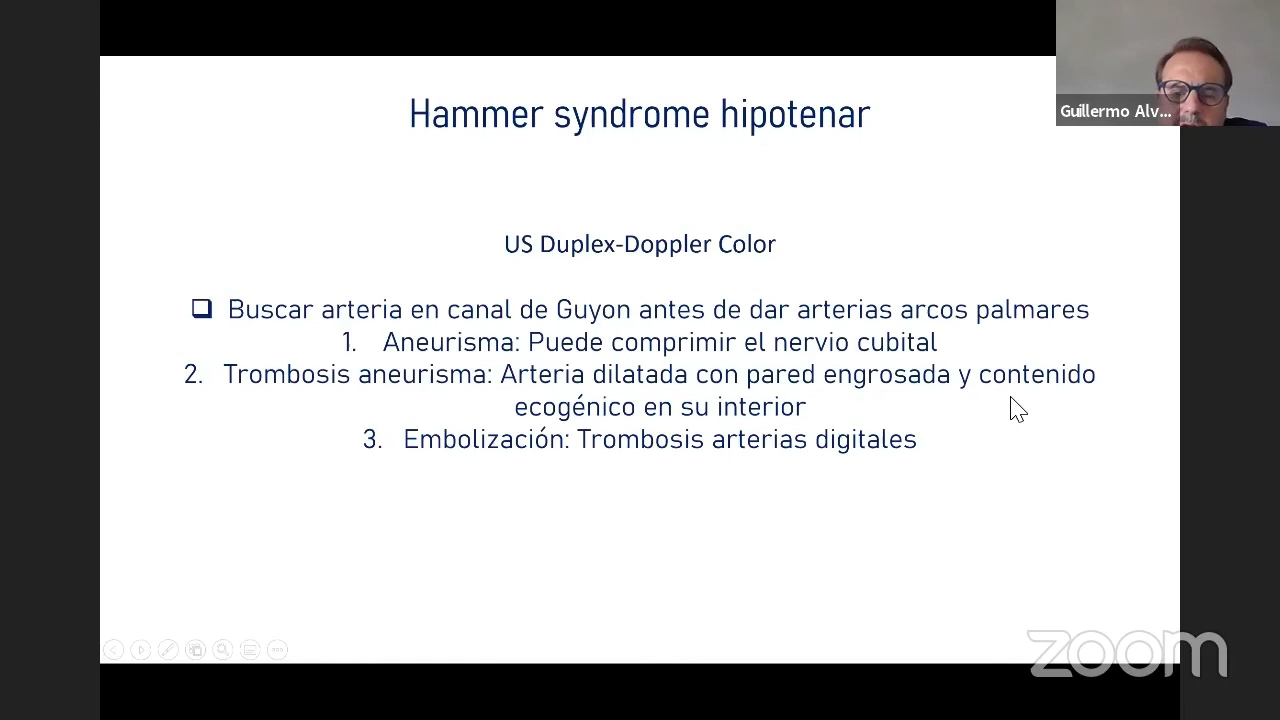 Guillermo Alv...
Hammer syndrome hipotenar
US Duplex-Doppler Color
Buscar arteria en canal de Guyon antes de dar arterias arcos palmares
1. Aneurisma: Puede comprimir el nervio cubital
2. Trombosis aneurisma: Arteria dilatada con pared engrosada y contenido
ecogénico en su interior
3. Embolización: Trombosis arterias digitales
zoom